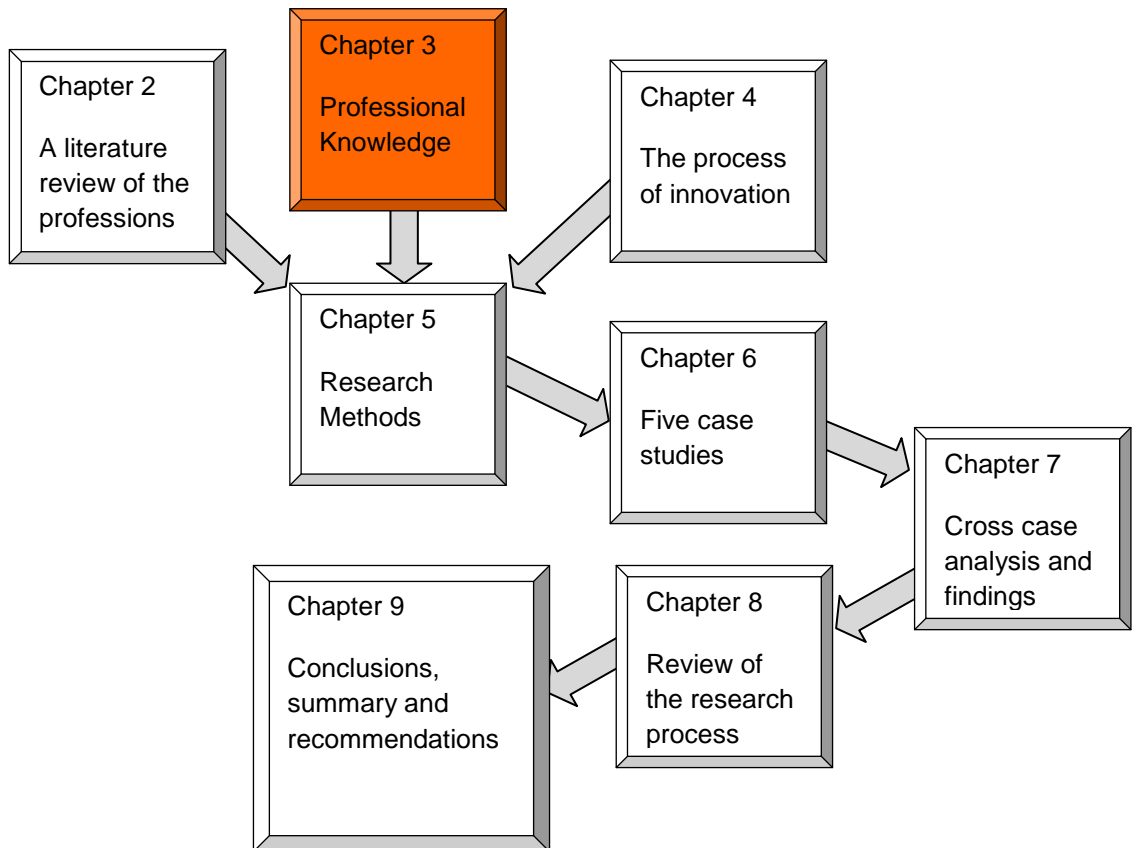 Chapter 2
A literature
review of the
professions
Chapter 3
Professional
Knowledge
Chapter 4
The process
of innovation
Chapter 5
Research
Methods
Chapter 6
Five case
studies
Chapter 7
Cross case
analysis and
findings
Chapter 8
Review of
the research
process
Chapter 9
Conclusions,
summary and
recommendations